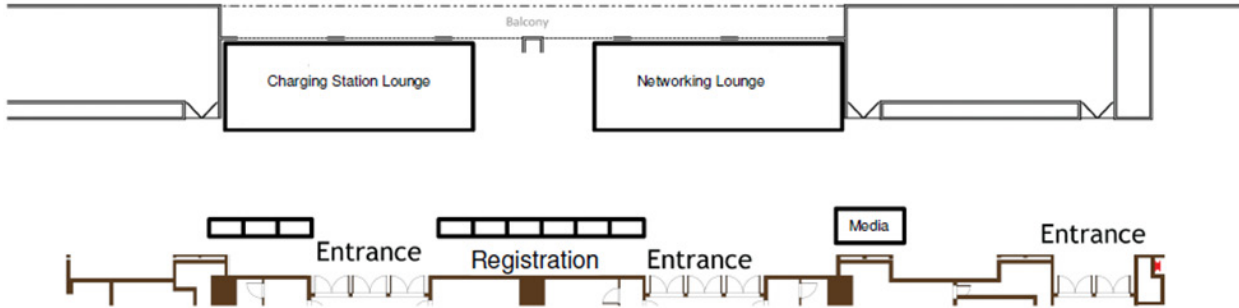 Balcony
Charging Station Lounge
Networking Lounge
Media
Entrance
Registration
Entrance
Entrance